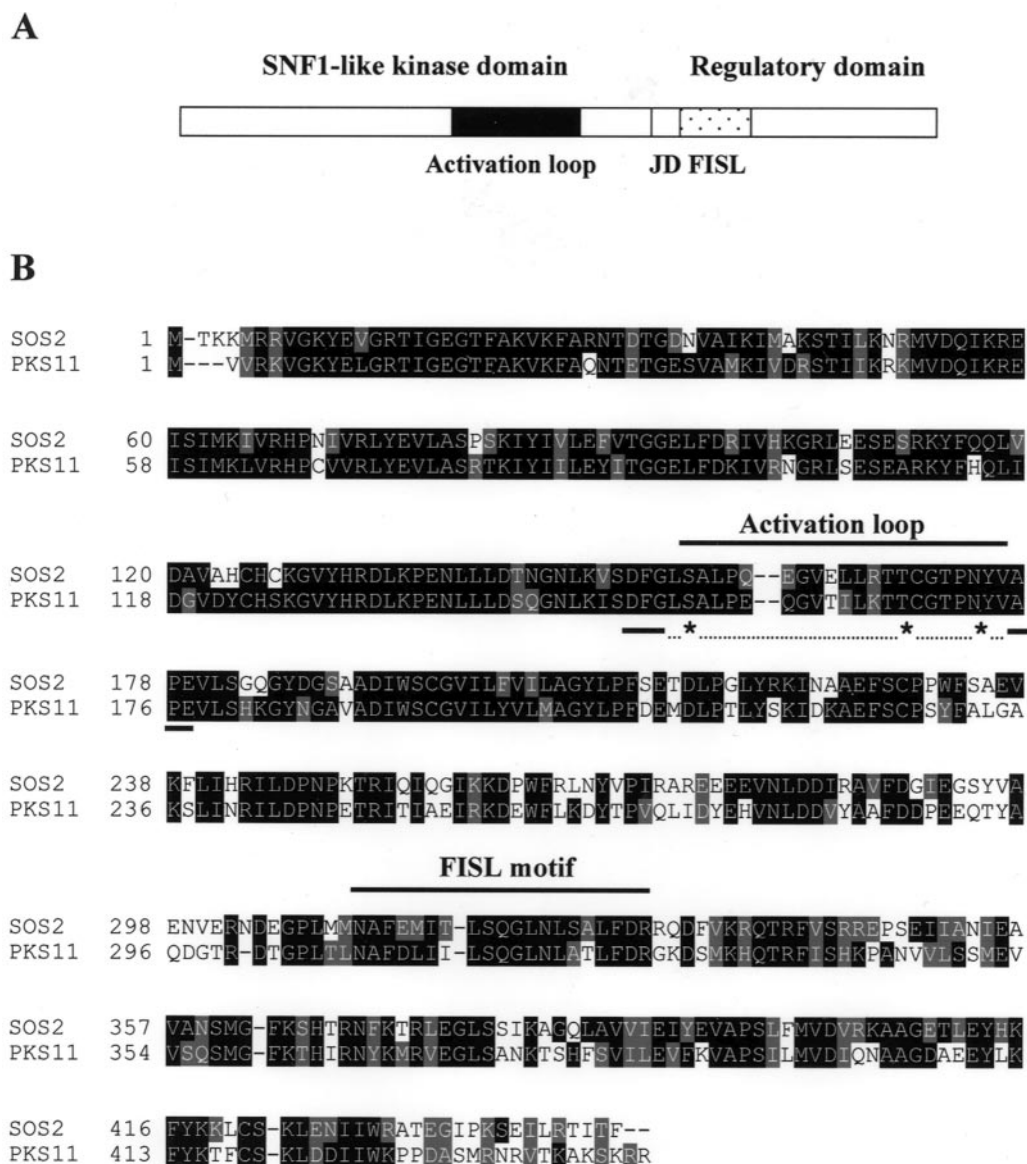 A
SNF1-like kinase domain Regulatory domain
Activation loop JD FISL
B
SOS2 1 M-TKKMRRVGKYEVGRTIGEGTFAKVKFARNTDTGDNVAIKIMAKSTILKNRMVDQIKRE
PKS11 1 M---VVRKVGKYELGRTIGEGTFAKVKFAQNTETGESVAMKIVDRSTIIKRKMVDQIKRE
SOS2 60 ISIMKIVRHPNIVRLYEVLASPSKIYIVLEFVTGGELFDRIVHKGRLEESESRKYFQQLV
PKS11 58 ISIMKLVRHPCVVRLYEVLASRTKIYIILEYITGGELFDKIVRNGRLSESEARKYFHQLI
Activation loop
SOS2 120 DAVAHCHCKGVYHRDLKPENLLLDTNGNLKVSDFGLSALPQ--EGVELLRTTCGTPNYVA
PKS11 118 DGVDYCHSKGVYHRDLKPENLLLDSQGNLKISDFGLSALPE--QGVTILKTTCGTPNYVA
* * *
SOS2 178 PEVLSGQGYDGSAADIWSCGVILFVILAGYLPFSETDLPGLYRKINAAEFSCPPWFSAEV
PKS11 176 PEVLSHKGYNGAVADIWSCGVILYVLMAGYLPFDEMDLPTLYSKIDKAEFSCPSYFALGA
SOS2 238 KFLIHRILDPNPKTRIQIQGIKKDPWFRLNYVPIRAREEEEVNLDDIRAVFDGIEGSYVA
PKS11 236 KSLINRILDPNPETRITIAEIRKDEWFLKDYTPVQLIDYEHVNLDDVYAAFDDPEEQTYA
FISL motif
SOS2 298 ENVERNDEGPLMMNAFEMIT-LSQGLNLSALFDRRQDFVKRQTRFVSRREPSEIIANIEA
PKS11 296 QDGTR-DTGPLTLNAFDLII-LSQGLNLATLFDRGKDSMKHQTRFISHKPANVVLSSMEV
SOS2 357 VANSMG-FKSHTRNFKTRLEGLSSIKAGQLAVVIEIYEVAPSLFMVDVRKAAGETLEYHK
PKS11 354 VSQSMG-FKTHIRNYKMRVEGLSANKTSHFSVILEVFKVAPSILMVDIQNAAGDAEEYLK
SOS2 416 FYKKLCS-KLENIIWRATEGIPKSEILRTITF--
PKS11 413 FYKTFCS-KLDDIIWKPPDASMRNRVTKAKSKRR